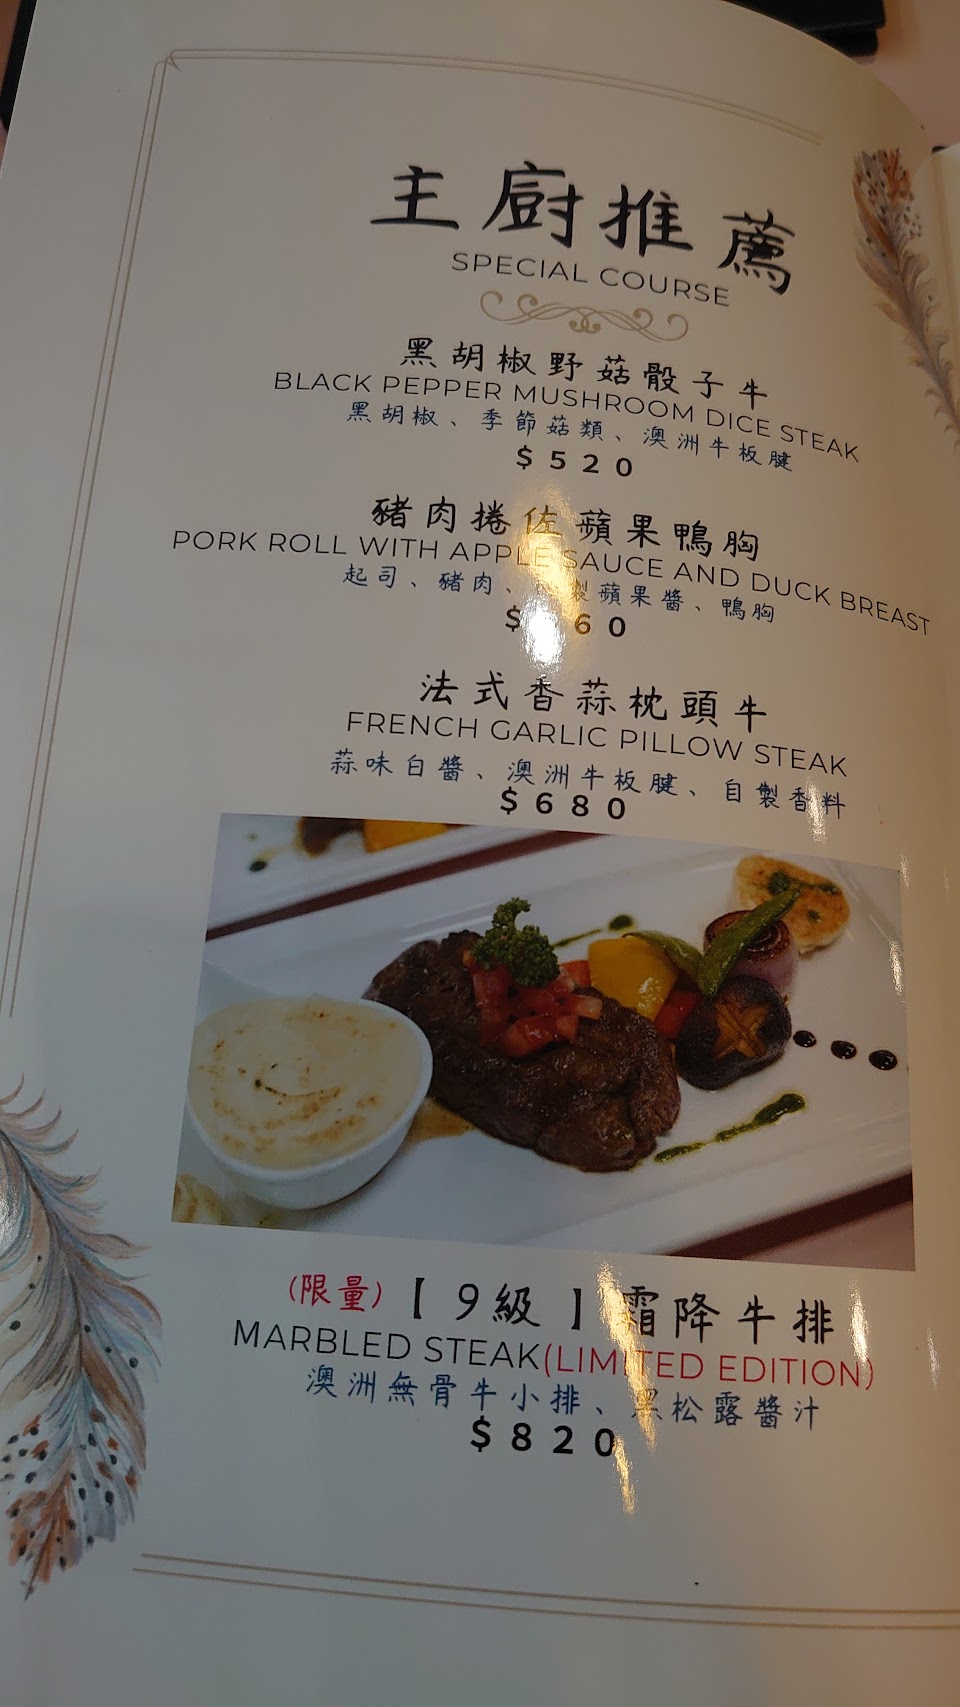 主廚推薦
SPECIAL COURSE
黑胡椒野菇骰子牛
BLACK PEPPER MUSHROOM DICE STEAK
黑胡椒、季節菇類、澳洲牛板腱
$520
豬肉捲佐蘋果鴨胸
PORK ROLL WITH APPLE SAUCE AND DUCK BREAST
起司、豬肉、製蘋果醬、鴨胸
$60
法式香蒜枕頭牛
FRENCH GARLIC PILLOW STEAK
蒜味白醬、澳洲牛板腱、自製香料
$680
(限量)【9級】霜降牛排
MARBLED STEAK(LIMITED EDITION)
澳洲無骨牛小排、黑松露醬汁
$820